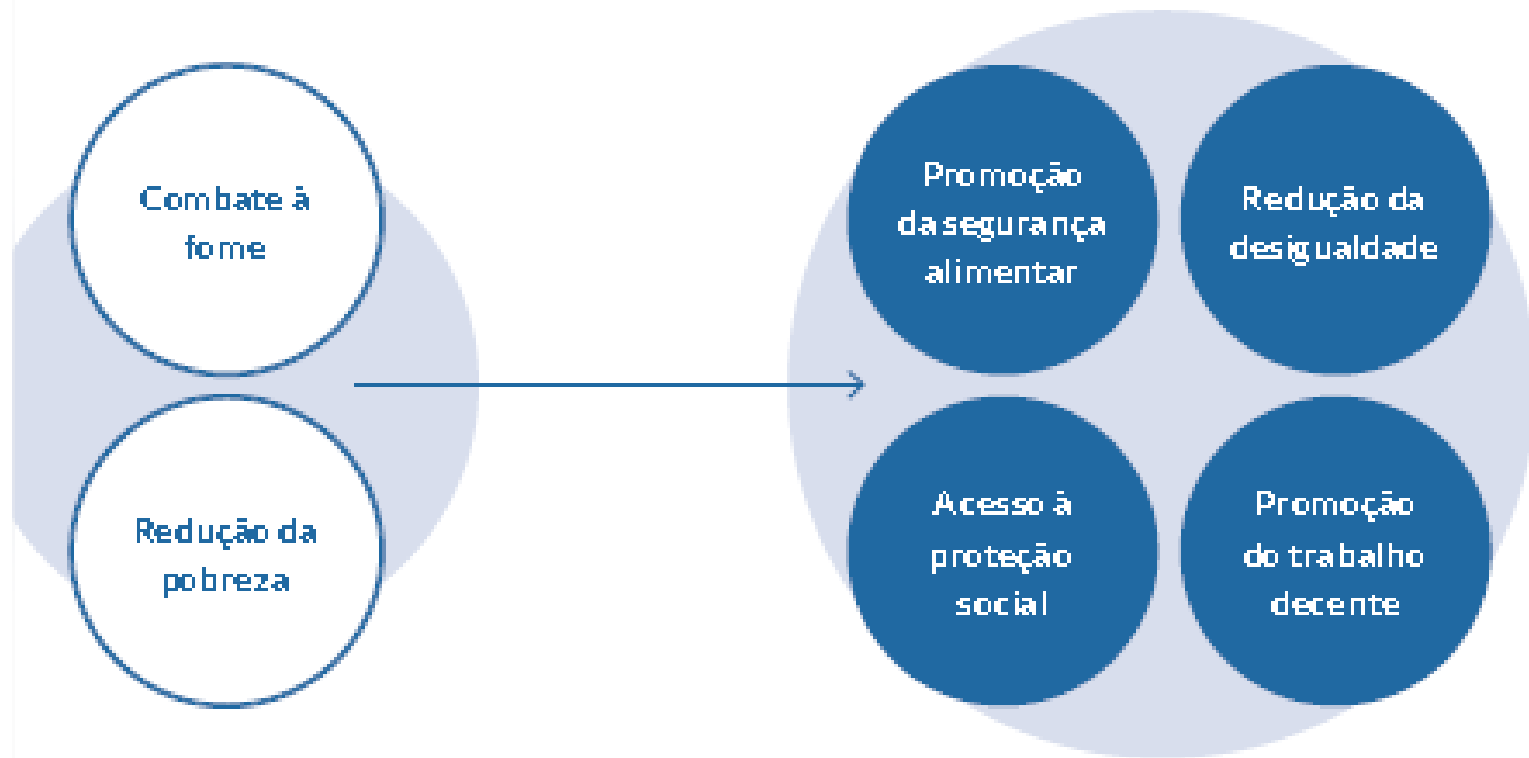 Combate à
fome
Redução da
pobreza
Promoção
da segurança
alimentar
Redução da
desigualdade
Acesso à
proteção
social
Promoção
do trabalho
decente